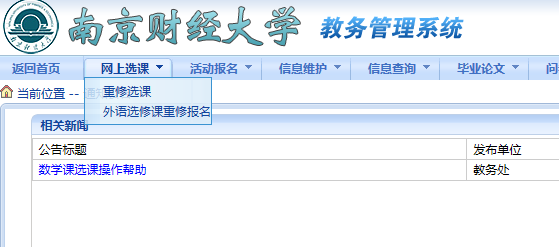 南京财经大学 教务管理系统
返回首页 网上选课 活动报名 信息维护 信息查询 毕业论文
重修选课
外语选修课重修报名
当前位置 -- 通知
相关新闻
公告标题 发布单位
数学课选课操作帮助 教务处